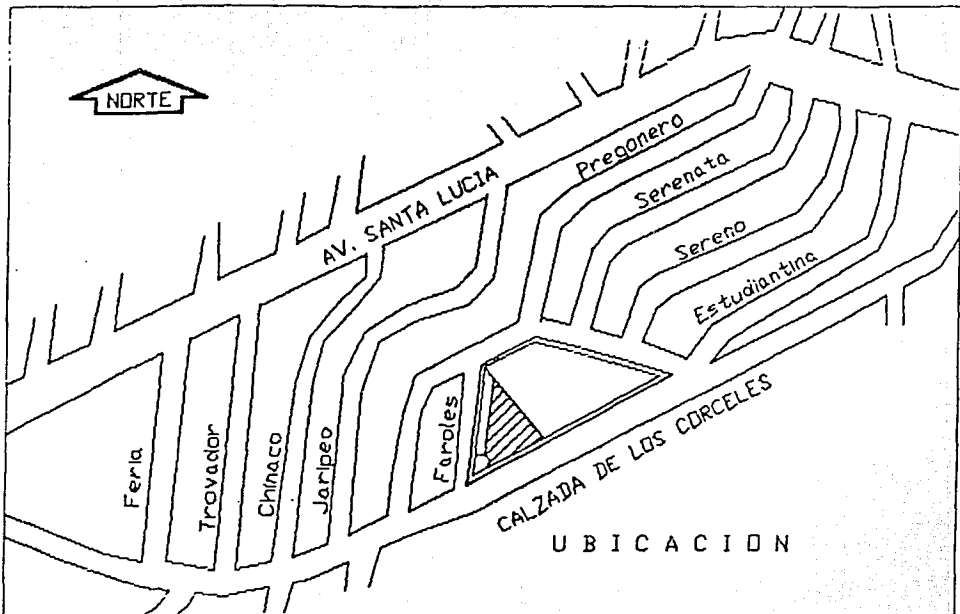 NORTE
Pregonero
Serenata
AV. SANTA LUCIA
Sereno
Estudiantina
Feria
Trovador
Chinaco
Jaripeo
Faroles
CALZADA DE LOS CORCELES
UBICACION